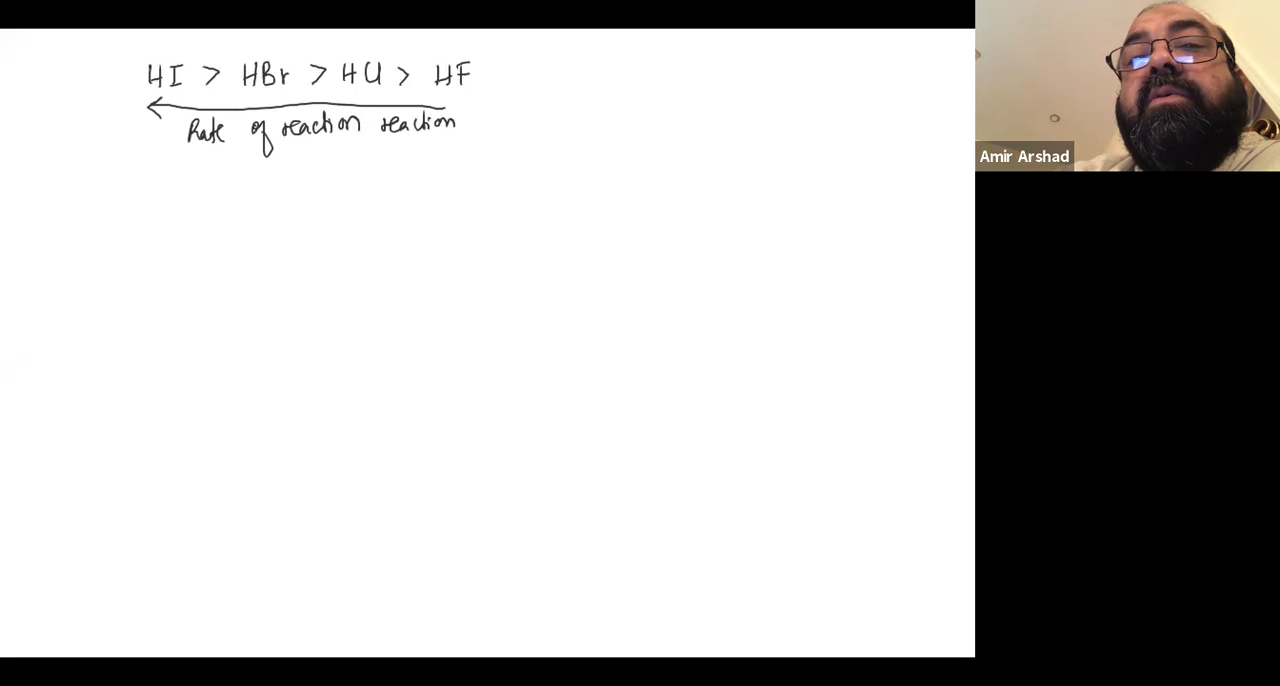 HI > HBr > HCl > HF
Rate of reaction reaction
Amir Arshad